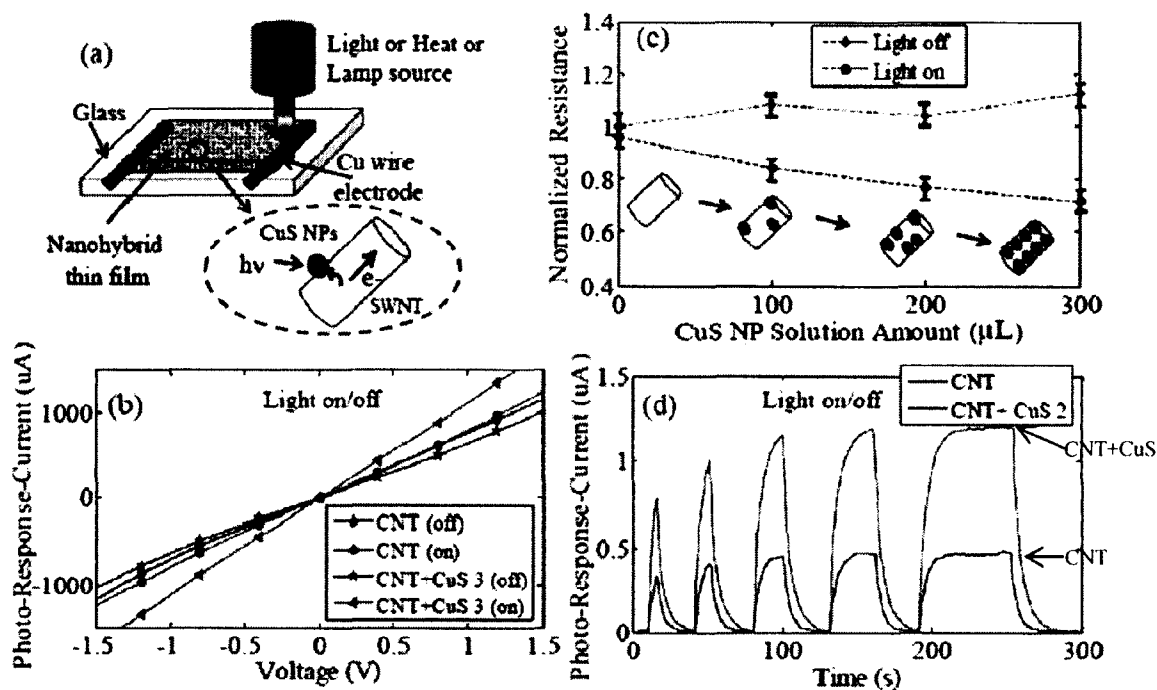 (a)
Light or Heat or
Lamp source
Glass
Cu wire
electrode
Nanohybrid
thin film
CuS NPs
hν
e-
SWNT
(c)
Light off
Light on
Normalized Resistance
1.4
1.2
1
0.8
0.6
0.4
0
100
200
300
CuS NP Solution Amount (μL)
(b)
Light on/off
Photo-Response-Current (uA)
1000
0
-1000
CNT (off)
CNT (on)
CNT+CuS 3 (off)
CNT+CuS 3 (on)
-1.5
-1
-0.5
0
0.5
1
1.5
Voltage (V)
(d)
Light on/off
CNT
CNT+ CuS 2
Photo-Response-Current (uA)
1.5
1
0.5
0
CNT+CuS
CNT
0
100
200
300
Time (s)